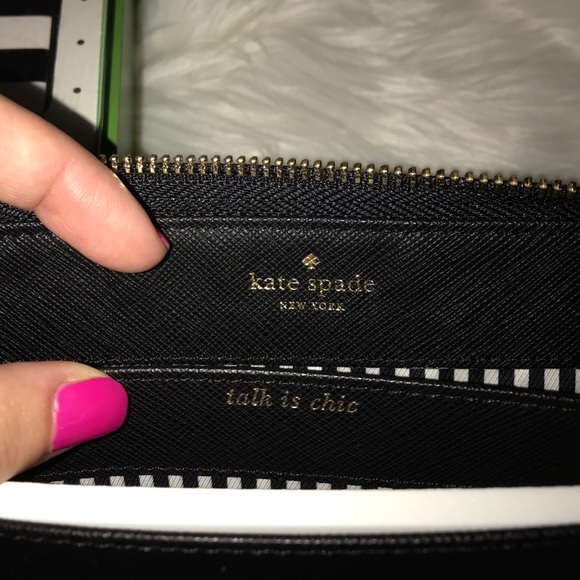 kate spade
NEW YORK
talk is chic